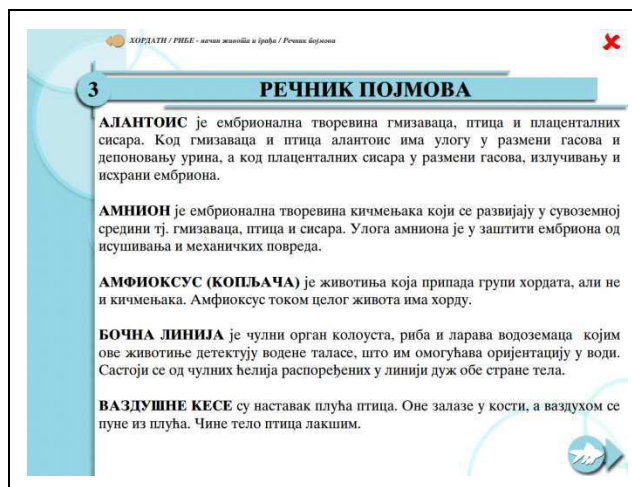 ХОРДАТИ / РИБЕ - начин живота и грађа / Речник појмова
3
РЕЧНИК ПОЈМОВА
АЛАНТОИС је ембрионална творевина гмизаваца, птица и плаценталних
сисара. Код гмизаваца и птица алантоис има улогу у размени гасова и
депоновању урина, а код плаценталних сисара у размени гасова, излучивању и
исхрани ембриона.
АМНИОН је ембрионална творевина кичмењака који се развијају у сувоземној
средини тј. гмизаваца, птица и сисара. Улога амниона је у заштити ембриона од
исушивања и механичких повреда.
АМФИОКСУС (КОПЉАЧА) је животиња која припада групи хордата, али не
и кичмењака. Амфиоксус током целог живота има хорду.
БОЧНА ЛИНИЈА је чулни орган колоуста, риба и ларава водоземаца којим
ове животиње детектују водене таласе, што им омогућава оријентацију у води.
Састоји се од чулних ћелија распоређених у линији дуж обе стране тела.
ВАЗДУШНЕ КЕСЕ су наставак плућа птица. Оне залазе у кости, а ваздухом се
пуне из плућа. Чине тело птица лакшим.